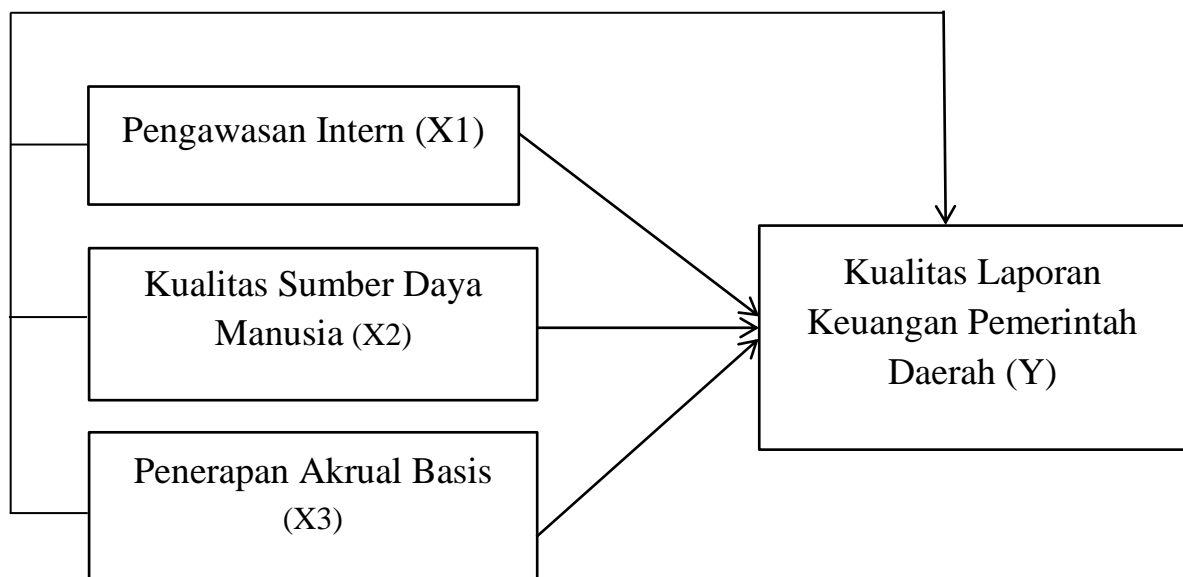 Pengawasan Intern (X1)
Kualitas Sumber Daya
Manusia (X2)
Penerapan Akrual Basis
(X3)
Kualitas Laporan
Keuangan Pemerintah
Daerah (Y)